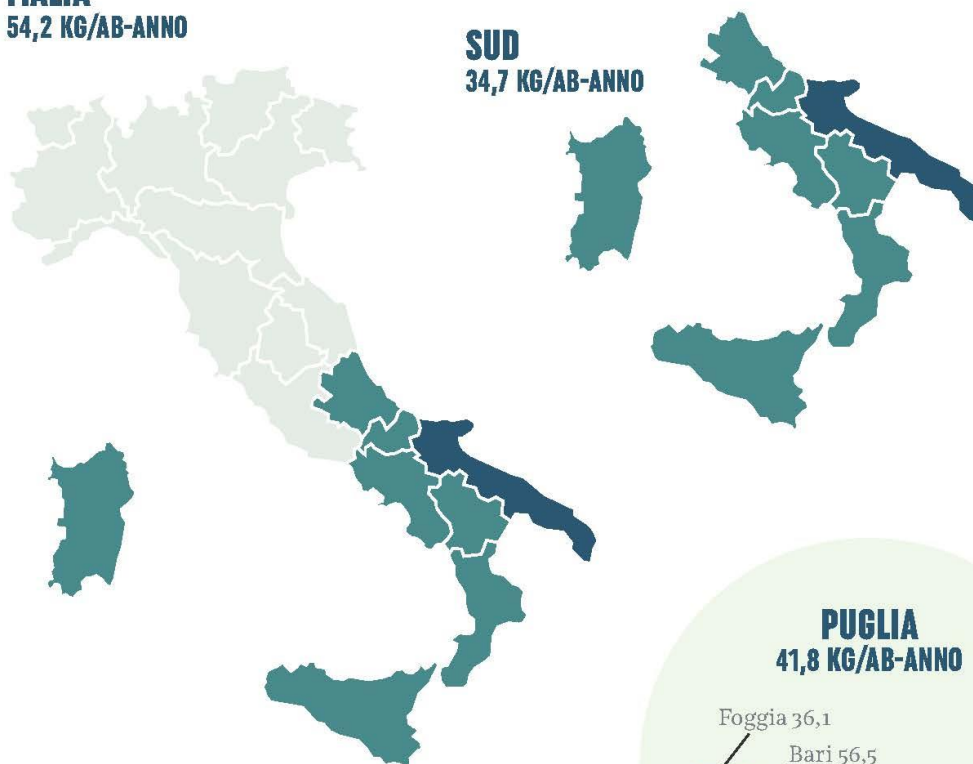 ITALIA
54,2 KG/AB-ANNO
SUD
34,7 KG/AB-ANNO
PUGLIA
41,8 KG/AB-ANNO
Foggia 36,1
Bari 56,5